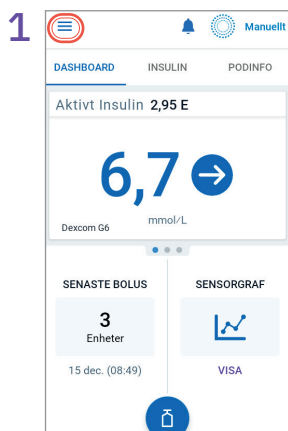 1
Manuellt
DASHBOARD INSULIN PODINFO
Aktivt Insulin 2,95 E
6,7
mmol/L
Dexcom G6
SENASTE BOLUS SENSORGRAF
3
Enheter
15 dec. (08:49) VISA